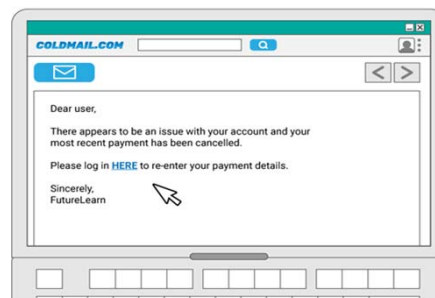 COLDMAIL.COM
Dear user,
There appears to be an issue with your account and your
most recent payment has been cancelled.
Please log in HERE to re-enter your payment details.
Sincerely,
FutureLearn